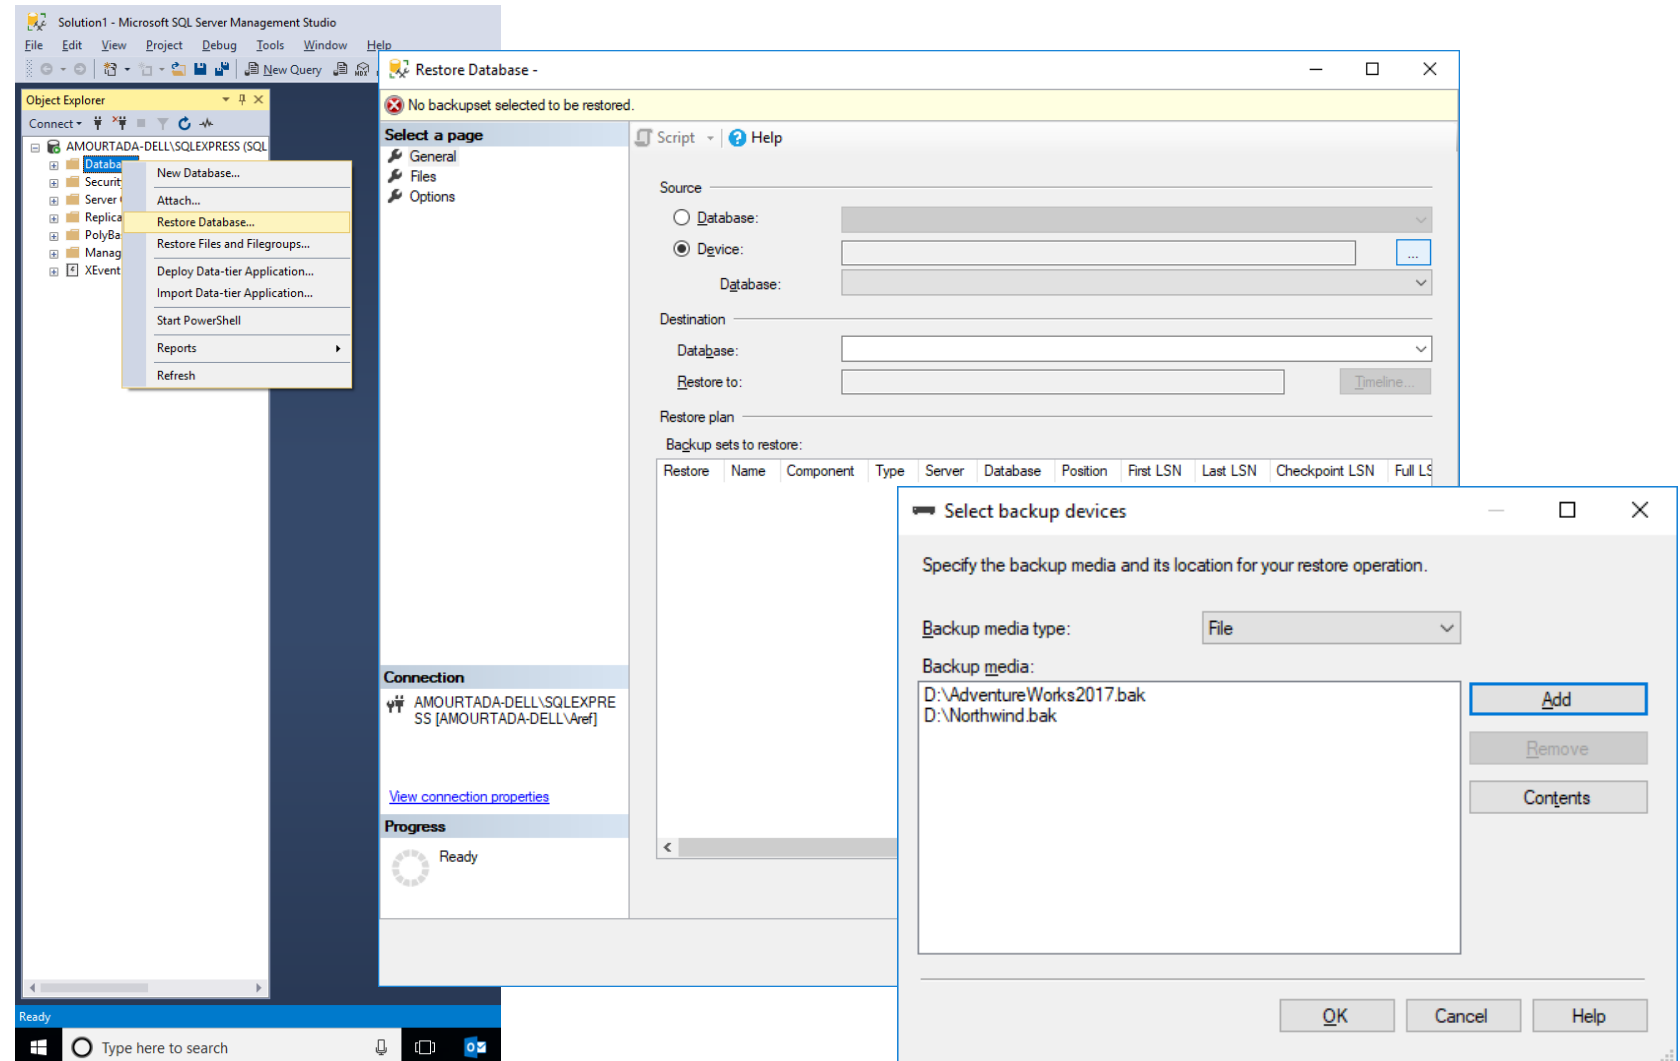 Solution1 - Microsoft SQL Server Management Studio
File Edit View Project Debug Tools Window Help
New Query
Object Explorer
Connect
AMOURTADA-DELL\SQLEXPRESS (SQL
Databa
Securit
Server
Replica
PolyBa
Manag
XEvent
New Database...
Attach...
Restore Database...
Restore Files and Filegroups...
Deploy Data-tier Application...
Import Data-tier Application...
Start PowerShell
Reports
Refresh
Ready
Type here to search
Restore Database -
No backupset selected to be restored.
Select a page
General
Files
Options
Connection
AMOURTADA-DELL\SQLEXPRE
SS [AMOURTADA-DELL\Aref]
View connection properties
Progress
Ready
Script Help
Source
Database:
Device:
...
Database:
Destination
Database:
Restore to:
Timeline...
Restore plan
Backup sets to restore:
Restore Name Component Type Server Database Position First LSN Last LSN Checkpoint LSN Full LS
Select backup devices
Specify the backup media and its location for your restore operation.
Backup media type: File
Backup media:
D:\AdventureWorks2017.bak
D:\Northwind.bak
Add
Remove
Contents
OK Cancel Help